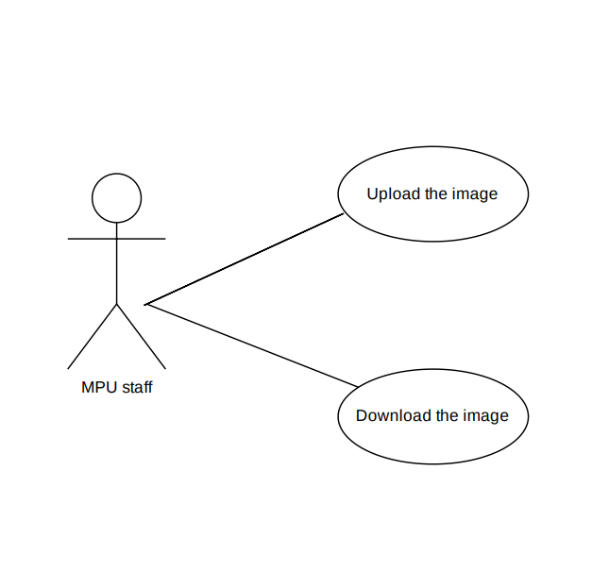 Upload the image
MPU staff
Download the image